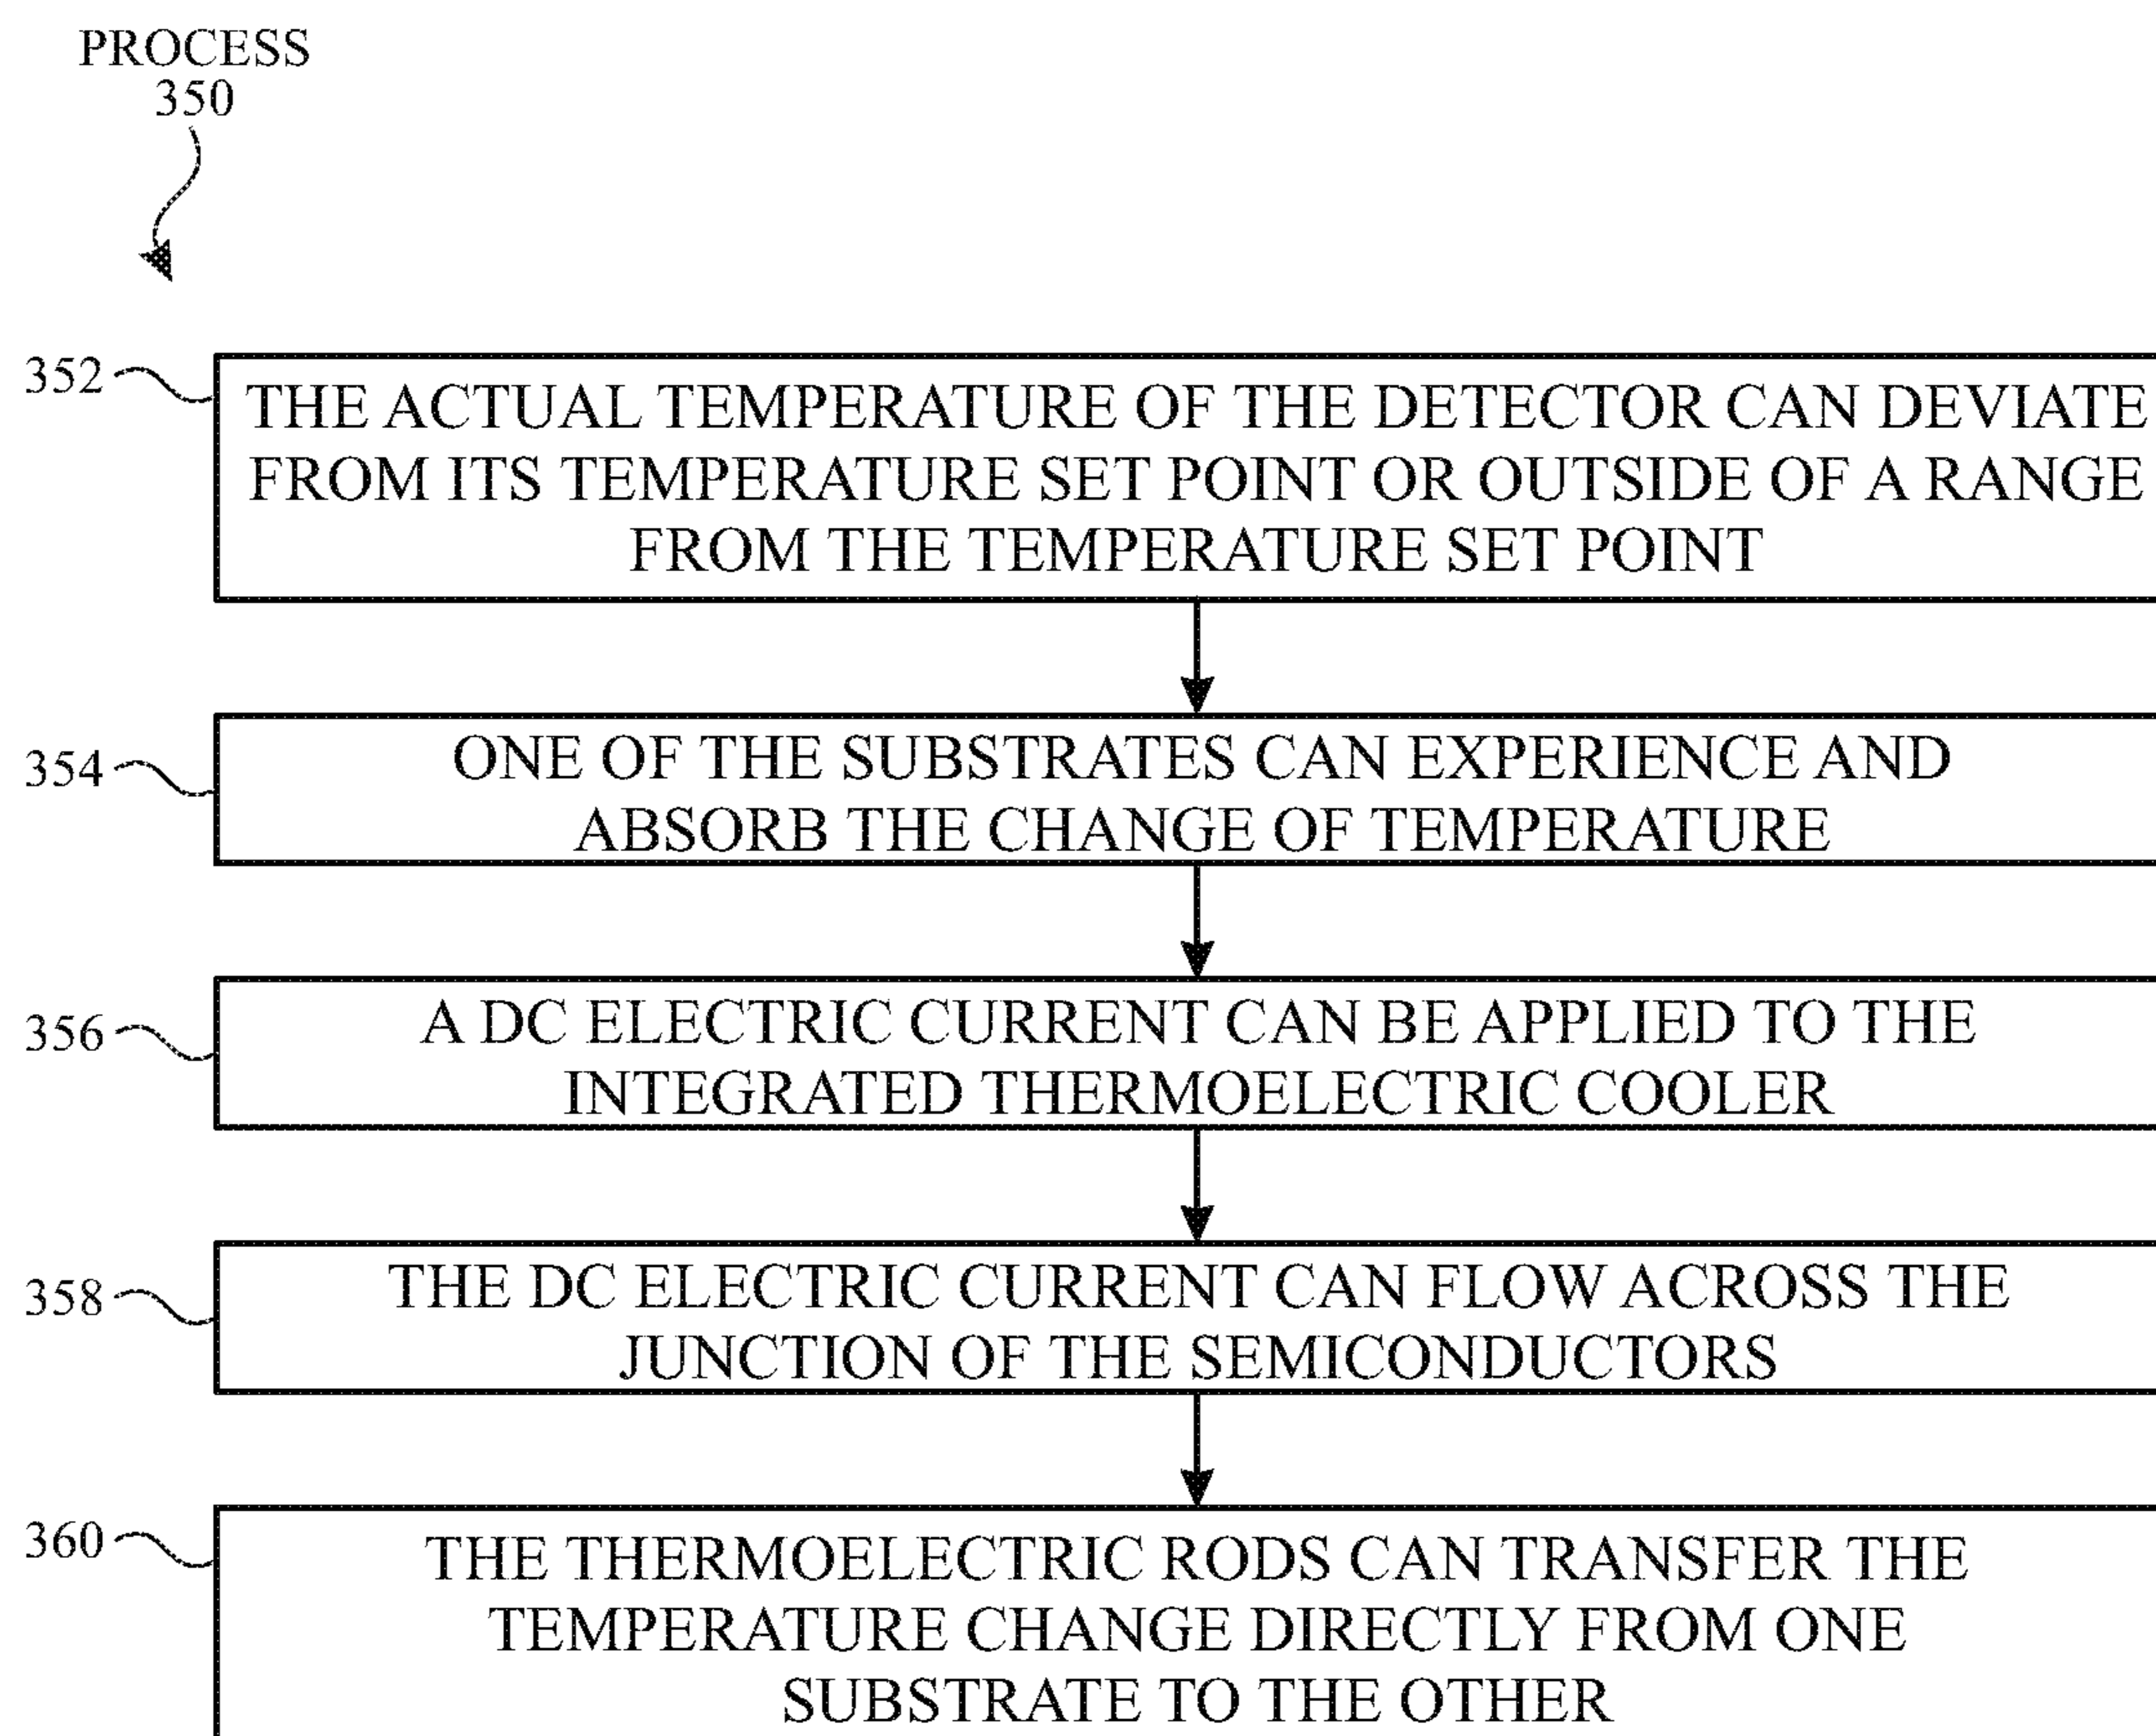 PROCESS
350
352
THE ACTUAL TEMPERATURE OF THE DETECTOR CAN DEVIATE
FROM ITS TEMPERATURE SET POINT OR OUTSIDE OF A RANGE
FROM THE TEMPERATURE SET POINT
354
ONE OF THE SUBSTRATES CAN EXPERIENCE AND
ABSORB THE CHANGE OF TEMPERATURE
356
A DC ELECTRIC CURRENT CAN BE APPLIED TO THE
INTEGRATED THERMOELECTRIC COOLER
358
THE DC ELECTRIC CURRENT CAN FLOW ACROSS THE
JUNCTION OF THE SEMICONDUCTORS
360
THE THERMOELECTRIC RODS CAN TRANSFER THE
TEMPERATURE CHANGE DIRECTLY FROM ONE
SUBSTRATE TO THE OTHER